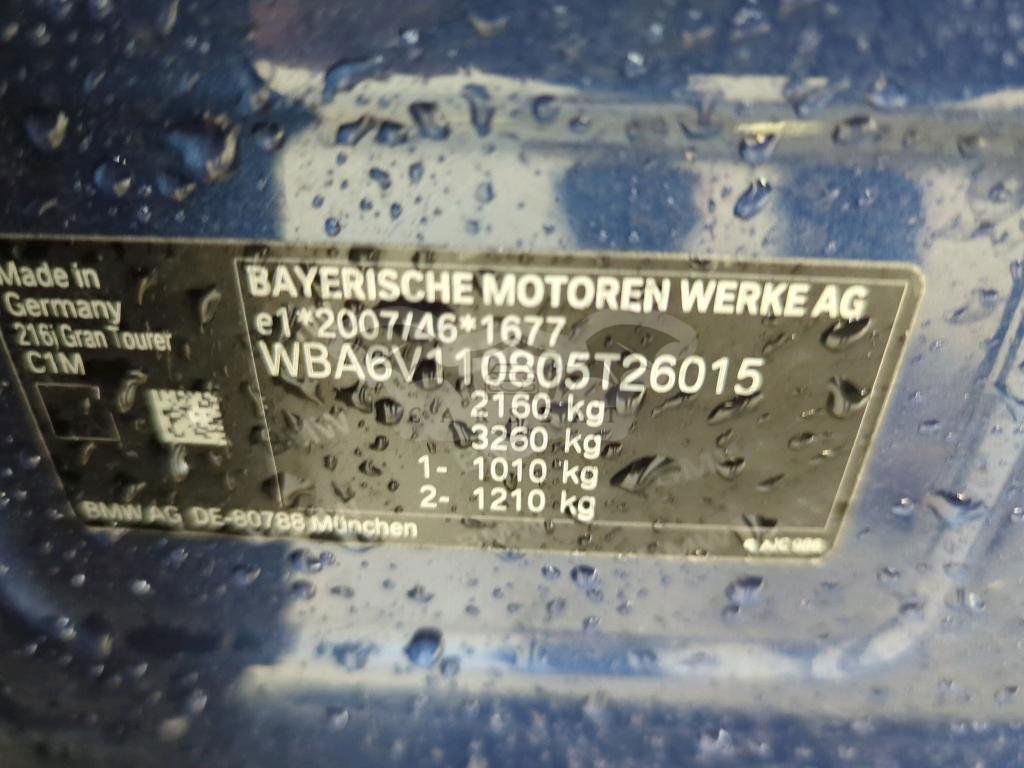 Made in
Germany
216i Gran Tourer
C1M
BAYERISCHE MOTOREN WERKE AG
e1*2007/46*1677
WBA6V110805T26015
2160 kg
3260 kg
1- 1010 kg
2- 1210 kg
BMW AG DE-80788 München